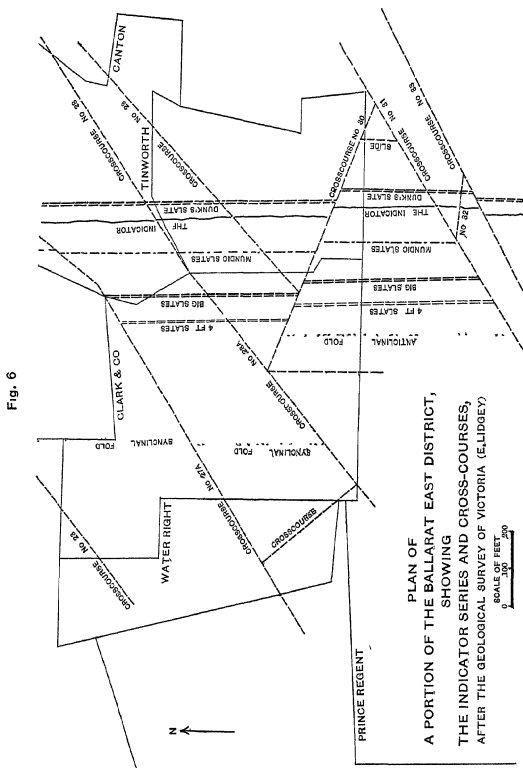 Fig. 6
CANTON
CROSSCOURSE No 28
No 29
CROSSCOURSE
TINWORTH
DUNK'S SLATE
THE INDICATOR
MUNDIC SLATES
BIG SLATES
4 FT SLATES
CLARK & CO
SYNCLINAL FOLD
SYNCLINAL FOLD
No 28A
CROSSCOURSE
No 27A
CROSSCOURSE
CROSSCOURSE
WATER RIGHT
CROSSCOURSE No 23
CROSSCOURSE No 30
SLIDE
No 31
CROSSCOURSE
No 33
CROSSCOURSE
No 32
DUNK'S SLATE
THE INDICATOR
MUNDIC SLATES
BIG SLATES
4 FT SLATES
ANTICLINAL FOLD
PRINCE REGENT
N
PLAN OF
A PORTION OF THE BALLARAT EAST DISTRICT,
SHOWING
THE INDICATOR SERIES AND CROSS-COURSES,
AFTER THE GEOLOGICAL SURVEY OF VICTORIA (E.LIDGEY)
SCALE OF FEET
0 100 200